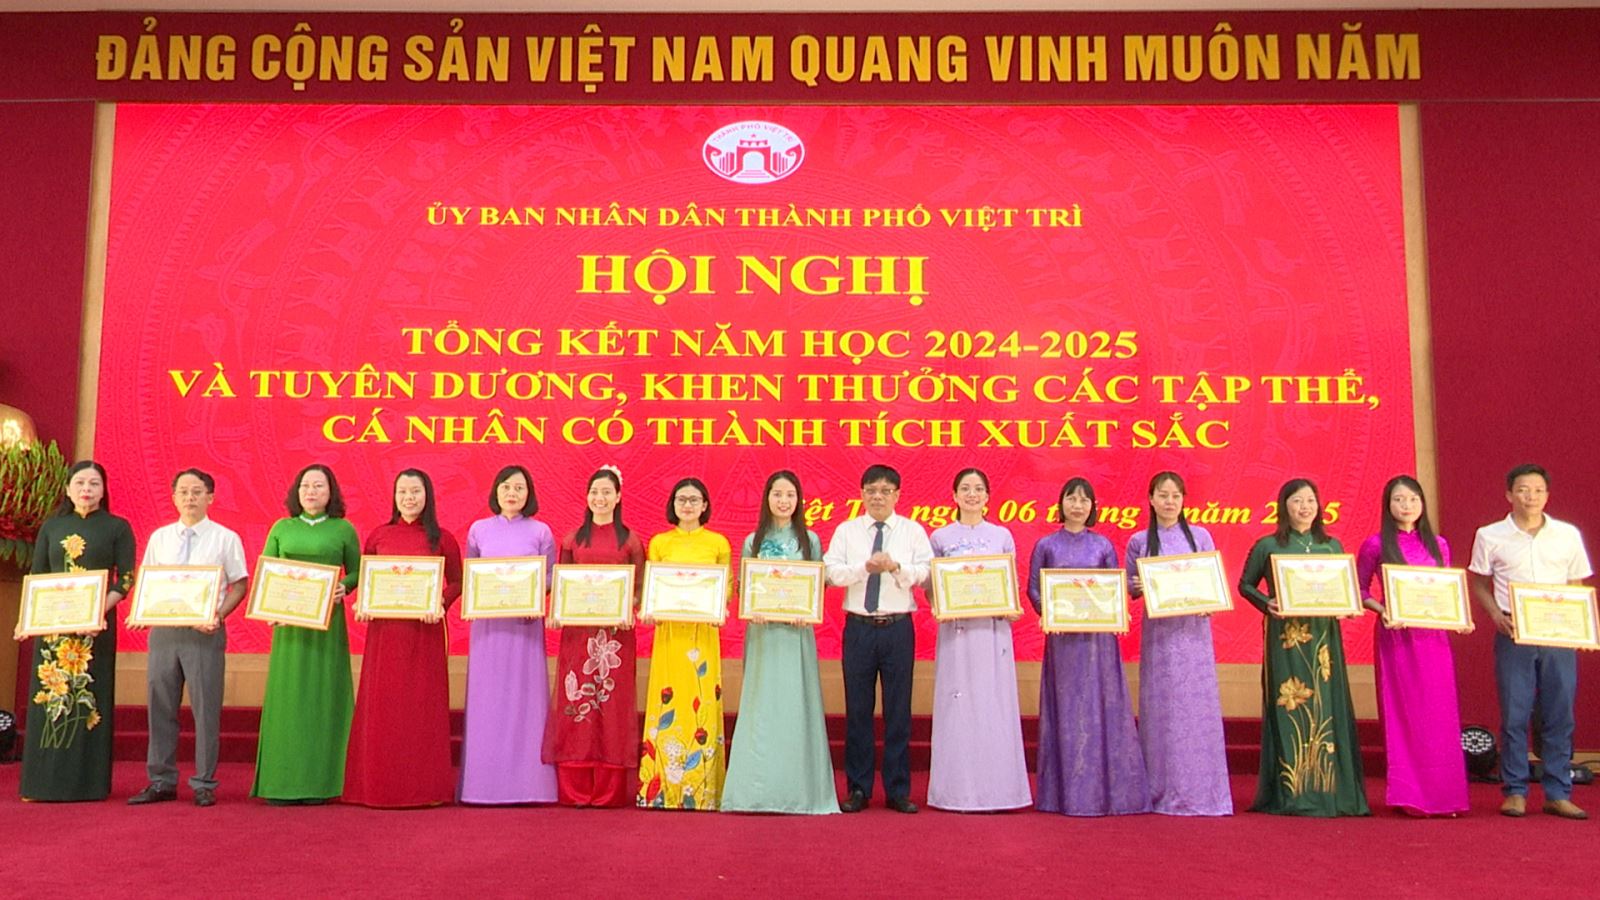 ĐẢNG CỘNG SẢN VIỆT NAM QUANG VINH MUÔN NĂM
THÀNH PHỐ VIỆT TRÌ
ỦY BAN NHÂN DÂN THÀNH PHỐ VIỆT TRÌ
HỘI NGHỊ
TỔNG KẾT NĂM HỌC 2024-2025
VÀ TUYÊN DƯƠNG, KHEN THƯỞNG CÁC TẬP THỂ,
CÁ NHÂN CÓ THÀNH TÍCH XUẤT SẮC
ngày 06 năm